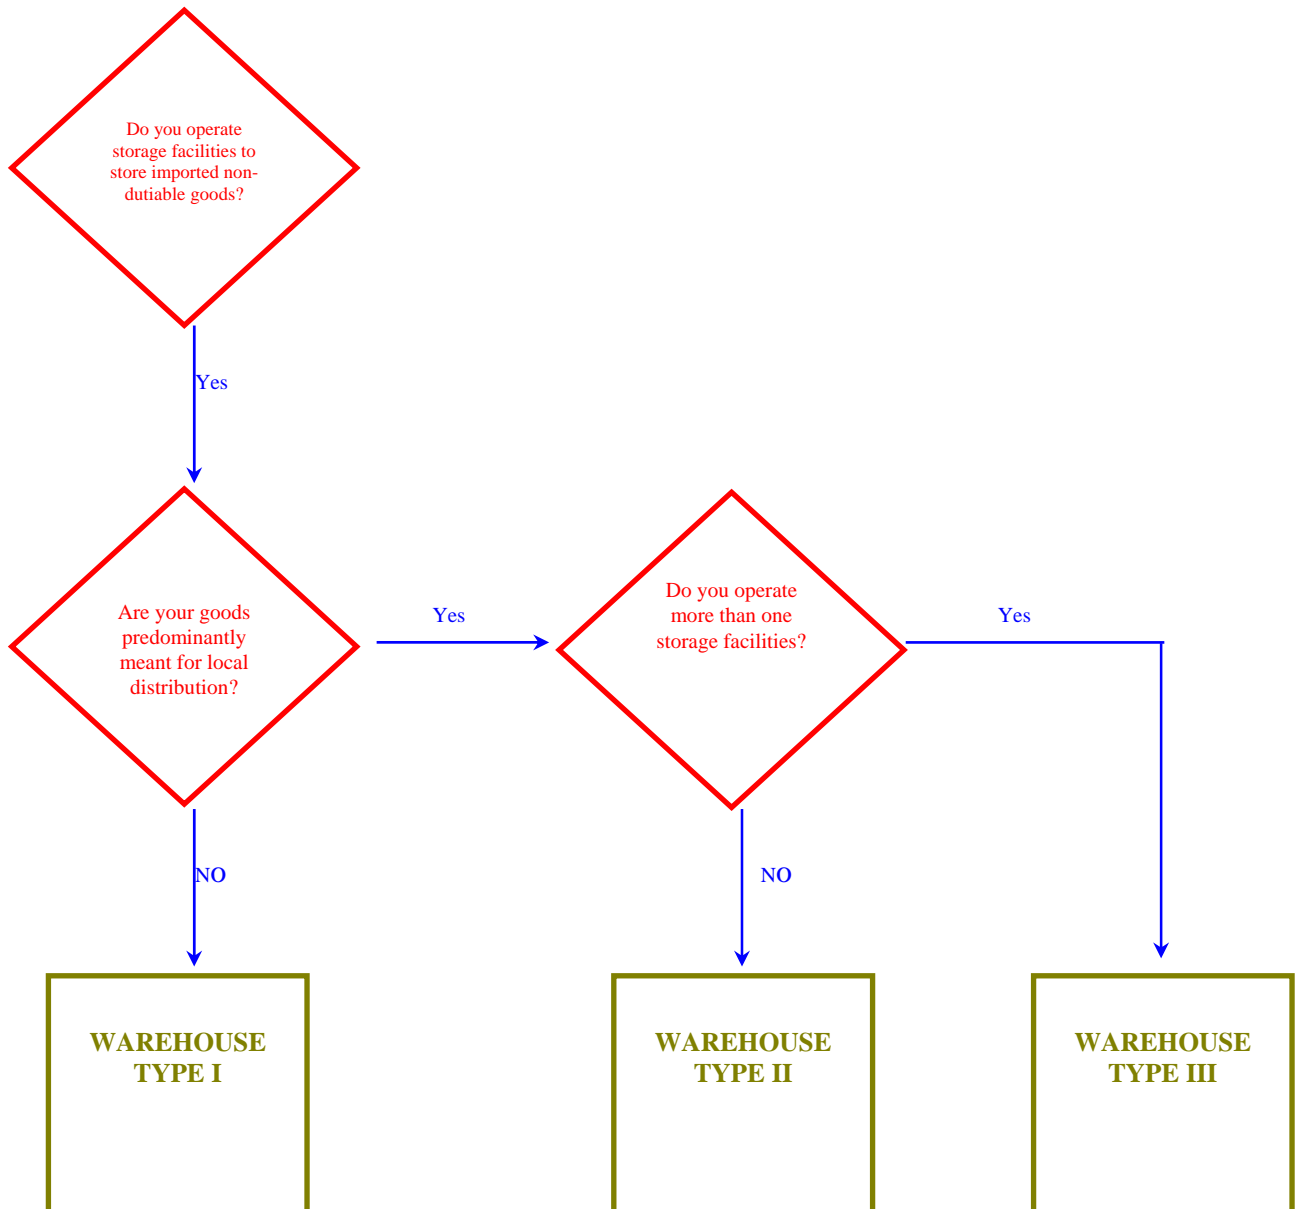 Do you operate
storage facilities to
store imported non-
dutiable goods?
Yes
Are your goods
predominantly
meant for local
distribution?
Yes
Do you operate
more than one
storage facilities?
Yes
NO
NO
WAREHOUSE
TYPE I
WAREHOUSE
TYPE II
WAREHOUSE
TYPE III